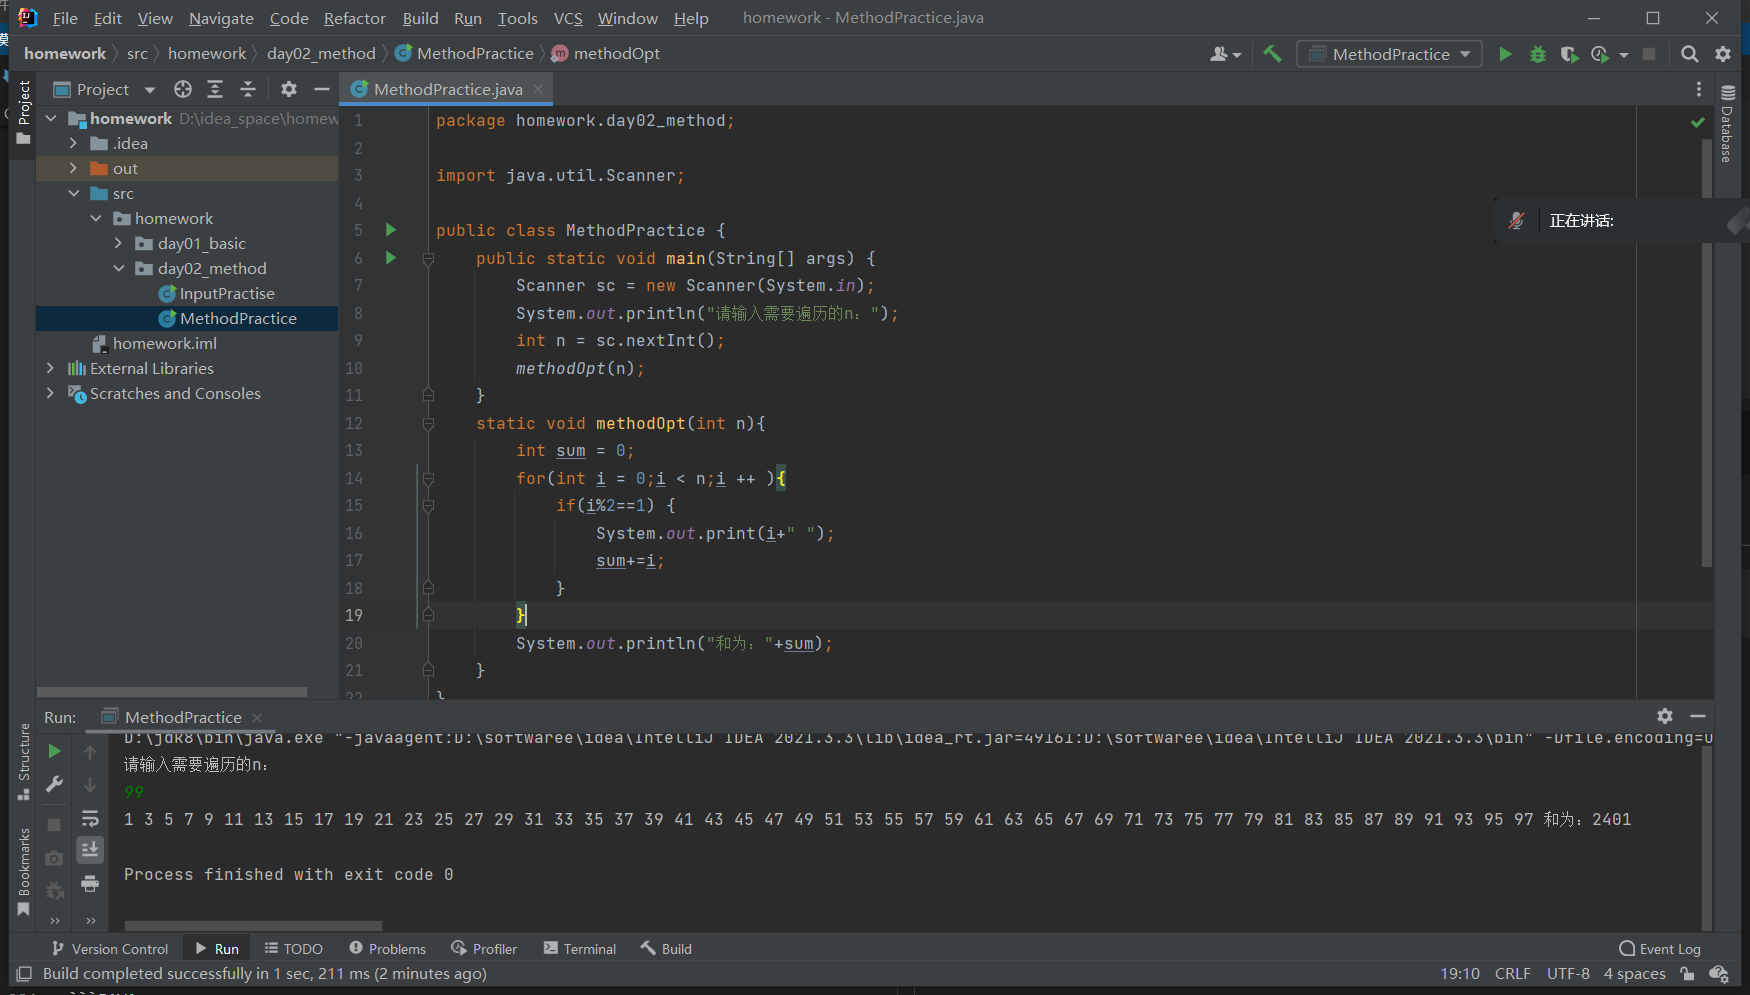 File Edit View Navigate Code Refactor Build Run Tools VCS Window Help homework - MethodPractice.java
homework src homework day02_method MethodPractice methodOpt MethodPractice
Project MethodPractice.java
Project
homework D:\idea_space\homew
.idea
out
src
homework
day01_basic
day02_method
InputPractise
MethodPractice
homework.iml
External Libraries
Scratches and Consoles
1 package homework.day02_method;
2
3 import java.util.Scanner;
4
5 public class MethodPractice {
6 public static void main(String[] args) {
7 Scanner sc = new Scanner(System.in);
8 System.out.println("请输入需要遍历的n：");
9 int n = sc.nextInt();
10 methodOpt(n);
11 }
12 static void methodOpt(int n){
13 int sum = 0;
14 for(int i = 0;i < n;i ++ ){
15 if(i%2==1) {
16 System.out.print(i+" ");
17 sum+=i;
18 }
19 }
20 System.out.println("和为："+sum);
21 }
22 }
Database
正在讲话:
Run: MethodPractice
D:\jdk8\bin\java.exe "-javaagent:D:\softwaree\idea\IntelliJ IDEA 2021.3.3\lib\idea_rt.jar=49161:D:\softwaree\idea\IntelliJ IDEA 2021.3.3\bin" -Dfile.encoding=U
请输入需要遍历的n：
99
1 3 5 7 9 11 13 15 17 19 21 23 25 27 29 31 33 35 37 39 41 43 45 47 49 51 53 55 57 59 61 63 65 67 69 71 73 75 77 79 81 83 85 87 89 91 93 95 97 和为：2401
Process finished with exit code 0
Structure
Bookmarks
Version Control Run TODO Problems Profiler Terminal Build Event Log
Build completed successfully in 1 sec, 211 ms (2 minutes ago) 19:10 CRLF UTF-8 4 spaces